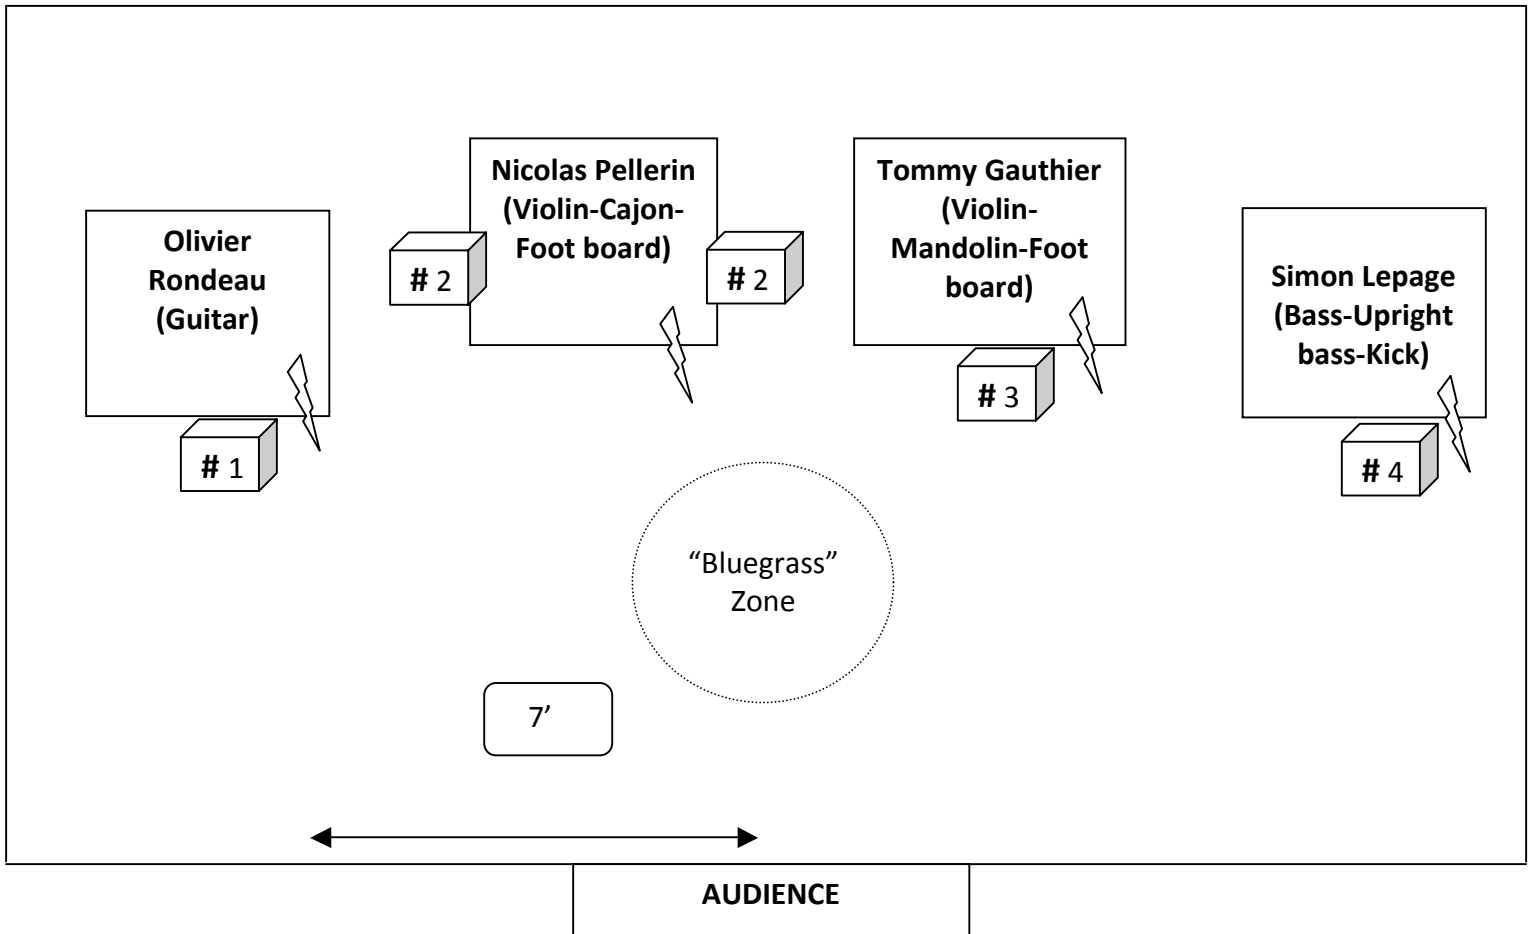 Olivier
Rondeau
(Guitar)
# 1
Nicolas Pellerin
(Violin-Cajon-
Foot board)
# 2
# 2
Tommy Gauthier
(Violin-
Mandolin-Foot
board)
# 3
Simon Lepage
(Bass-Upright
bass-Kick)
# 4
“Bluegrass”
Zone
7’
AUDIENCE